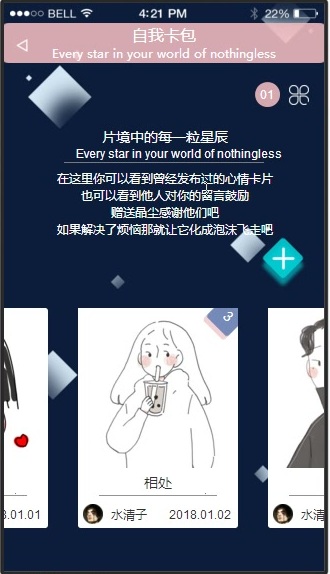 BELL 4:21 PM 22%
自我卡包
Every star in your world of nothingless
01
片境中的每一粒星辰
Every star in your world of nothingless
在这里你可以看到曾经发布过的心情卡片
也可以看到他人对你的留言鼓励
赠送晶尘感谢他们吧
如果解决了烦恼那就让它化成泡沫飞走吧
3
相处
8.01.01
水清子 2018.01.02
水清